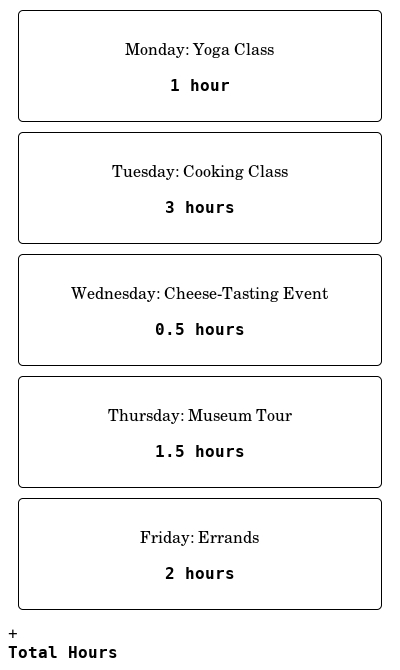 Monday: Yoga Class
1 hour
Tuesday: Cooking Class
3 hours
Wednesday: Cheese-Tasting Event
0.5 hours
Thursday: Museum Tour
1.5 hours
Friday: Errands
2 hours
+
Total Hours